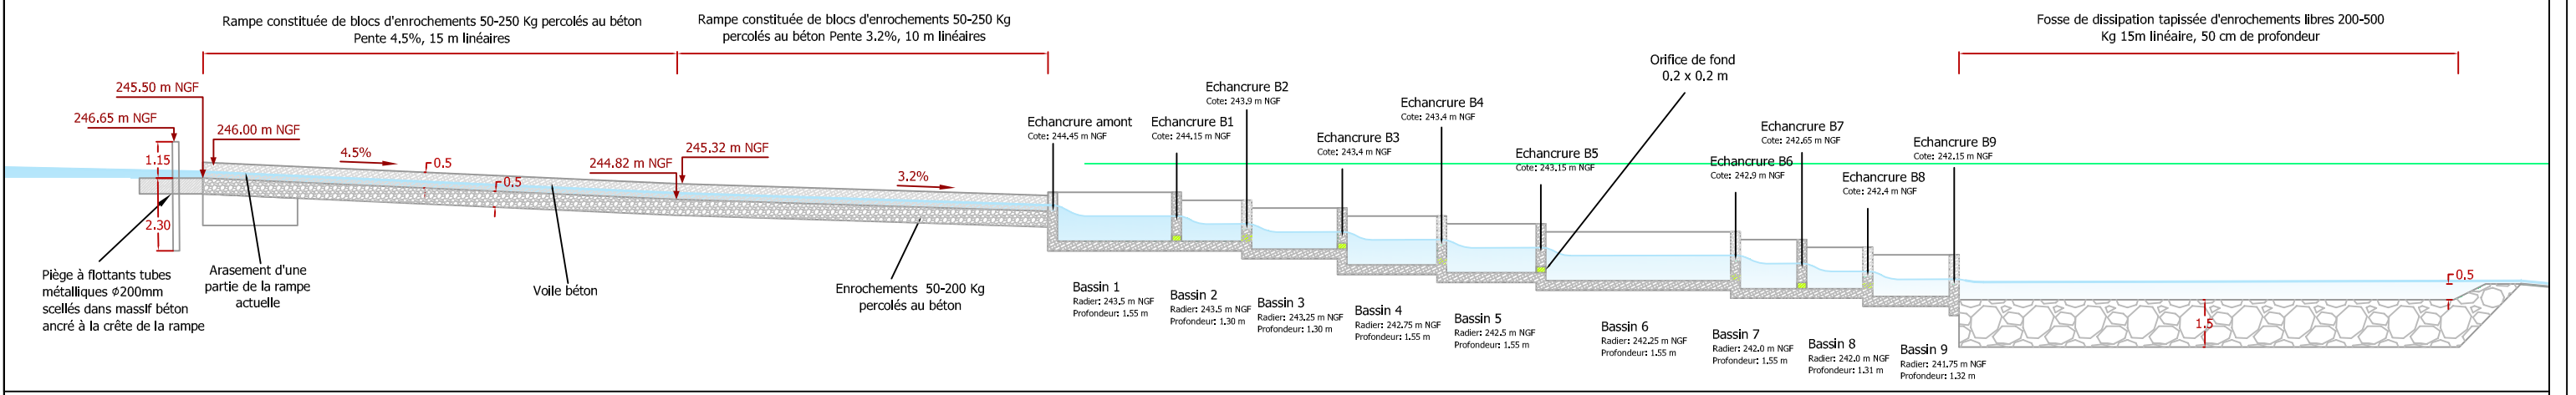 Rampe constituée de blocs d'enrochements 50-250 Kg percolés au béton
Pente 4.5%, 15 m linéaires
Rampe constituée de blocs d'enrochements 50-250 Kg
percolés au béton Pente 3.2%, 10 m linéaires
Fosse de dissipation tapissée d'enrochements libres 200-500
Kg 15m linéaire, 50 cm de profondeur
Orifice de fond
0.2 x 0.2 m
245.50 m NGF
246.65 m NGF
246.00 m NGF
1.15
2.30
4.5%
0.5
0.5
244.82 m NGF
245.32 m NGF
3.2%
Echancrure amont
Cote: 244.45 m NGF
Echancrure B1
Cote: 244.15 m NGF
Echancrure B2
Cote: 243.9 m NGF
Echancrure B3
Cote: 243.4 m NGF
Echancrure B4
Cote: 243.4 m NGF
Echancrure B5
Cote: 243.15 m NGF
Echancrure B6
Cote: 242.9 m NGF
Echancrure B7
Cote: 242.65 m NGF
Echancrure B8
Cote: 242.4 m NGF
Echancrure B9
Cote: 242.15 m NGF
0.5
1.5
Piège à flottants tubes
métalliques ϕ200mm
scellés dans massif béton
ancré à la crête de la rampe
Arasement d'une
partie de la rampe
actuelle
Voile béton
Enrochements 50-200 Kg
percolés au béton
Bassin 1
Radier: 243.5 m NGF
Profondeur: 1.55 m
Bassin 2
Radier: 243.5 m NGF
Profondeur: 1.30 m
Bassin 3
Radier: 243.25 m NGF
Profondeur: 1.30 m
Bassin 4
Radier: 242.75 m NGF
Profondeur: 1.55 m
Bassin 5
Radier: 242.5 m NGF
Profondeur: 1.55 m
Bassin 6
Radier: 242.25 m NGF
Profondeur: 1.55 m
Bassin 7
Radier: 242.0 m NGF
Profondeur: 1.55 m
Bassin 8
Radier: 242.0 m NGF
Profondeur: 1.31 m
Bassin 9
Radier: 241.75 m NGF
Profondeur: 1.32 m